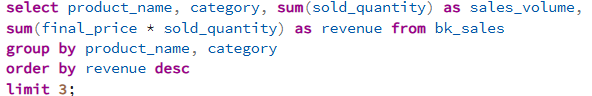 select product_name, category, sum(sold_quantity) as sales_volume,
sum(final_price * sold_quantity) as revenue from bk_sales
group by product_name, category
order by revenue desc
limit 3;